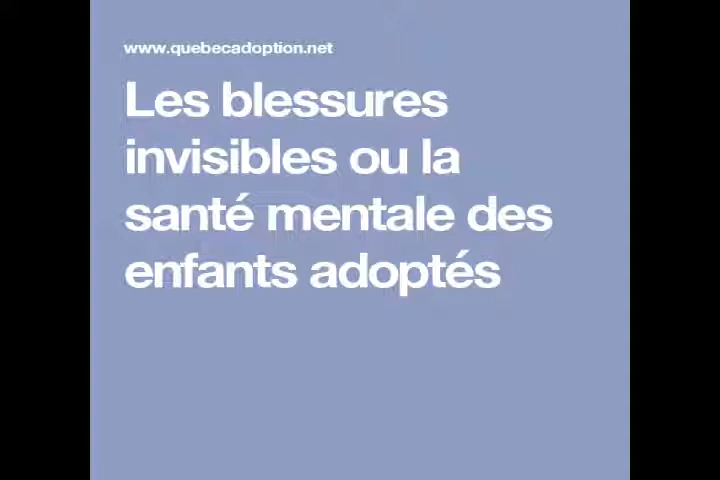 www.quebecadoption.net
Les blessures
invisibles ou la
santé mentale des
enfants adoptés